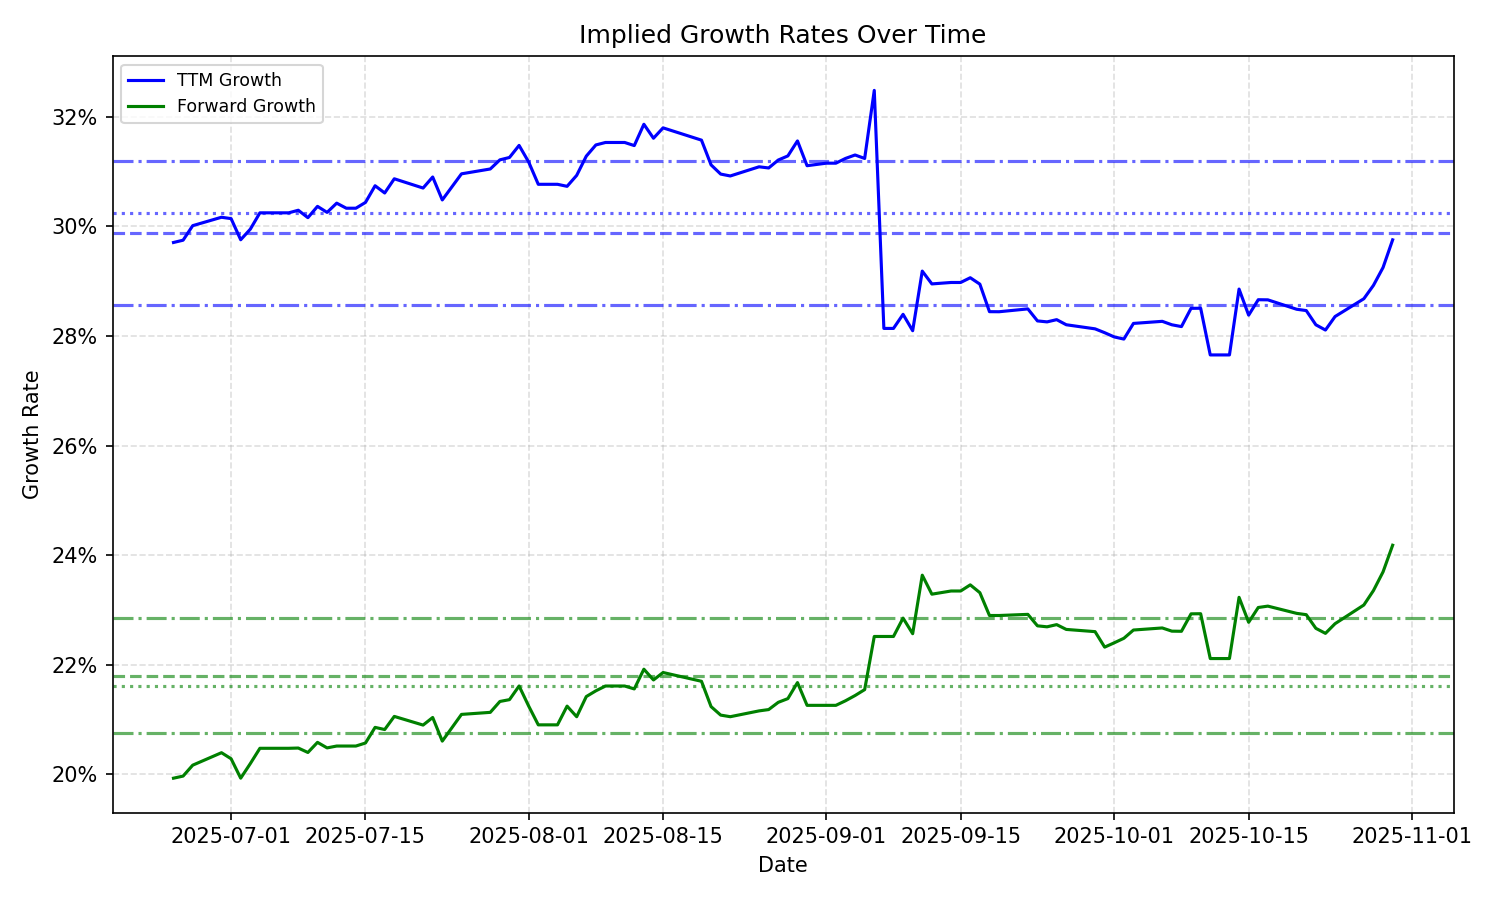 Implied Growth Rates Over Time
TTM Growth
Forward Growth
32%
30%
28%
26%
24%
22%
20%
Growth Rate
2025-07-01 2025-07-15 2025-08-01 2025-08-15 2025-09-01 2025-09-15 2025-10-01 2025-10-15 2025-11-01
Date